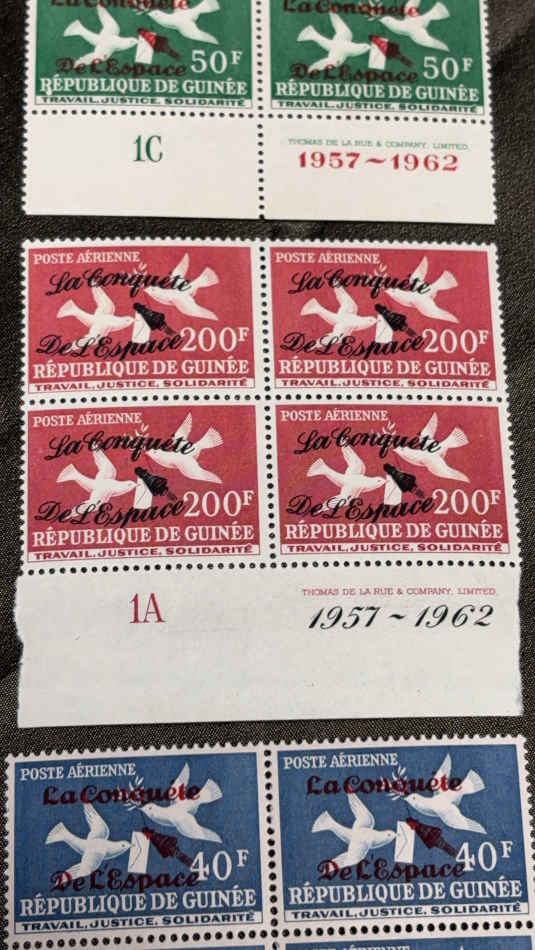 La Conquête La Conquête
De L'Espace 50F De L'Espace 50F
RÉPUBLIQUE DE GUINÉE RÉPUBLIQUE DE GUINÉE
TRAVAIL, JUSTICE, SOLIDARITÉ TRAVAIL, JUSTICE, SOLIDARITÉ
1C THOMAS DE LA RUE & COMPANY, LIMITED.
1957~1962
POSTE AÉRIENNE POSTE AÉRIENNE
La Conquête La Conquête
De L'Espace 200F De L'Espace 200F
RÉPUBLIQUE DE GUINÉE RÉPUBLIQUE DE GUINÉE
TRAVAIL, JUSTICE, SOLIDARITÉ TRAVAIL, JUSTICE, SOLIDARITÉ
POSTE AÉRIENNE POSTE AÉRIENNE
La Conquête La Conquête
De L'Espace 200F De L'Espace 200F
RÉPUBLIQUE DE GUINÉE RÉPUBLIQUE DE GUINÉE
TRAVAIL, JUSTICE, SOLIDARITÉ TRAVAIL, JUSTICE, SOLIDARITÉ
1A THOMAS DE LA RUE & COMPANY, LIMITED.
1957 ~ 1962
POSTE AÉRIENNE POSTE AÉRIENNE
La Conquête La Conquête
De L'Espace 40F De L'Espace 40F
RÉPUBLIQUE DE GUINÉE RÉPUBLIQUE DE GUINÉE
TRAVAIL, JUSTICE, SOLIDARITÉ TRAVAIL, JUSTICE, SOLIDARITÉ